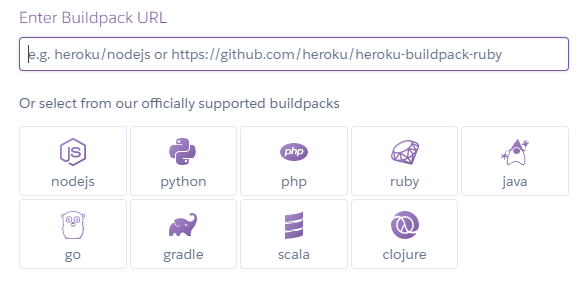 Enter Buildpack URL
e.g. heroku/nodejs or https://github.com/heroku/heroku-buildpack-ruby
Or select from our officially supported buildpacks
JS php
nodejs python php ruby java
go gradle scala clojure